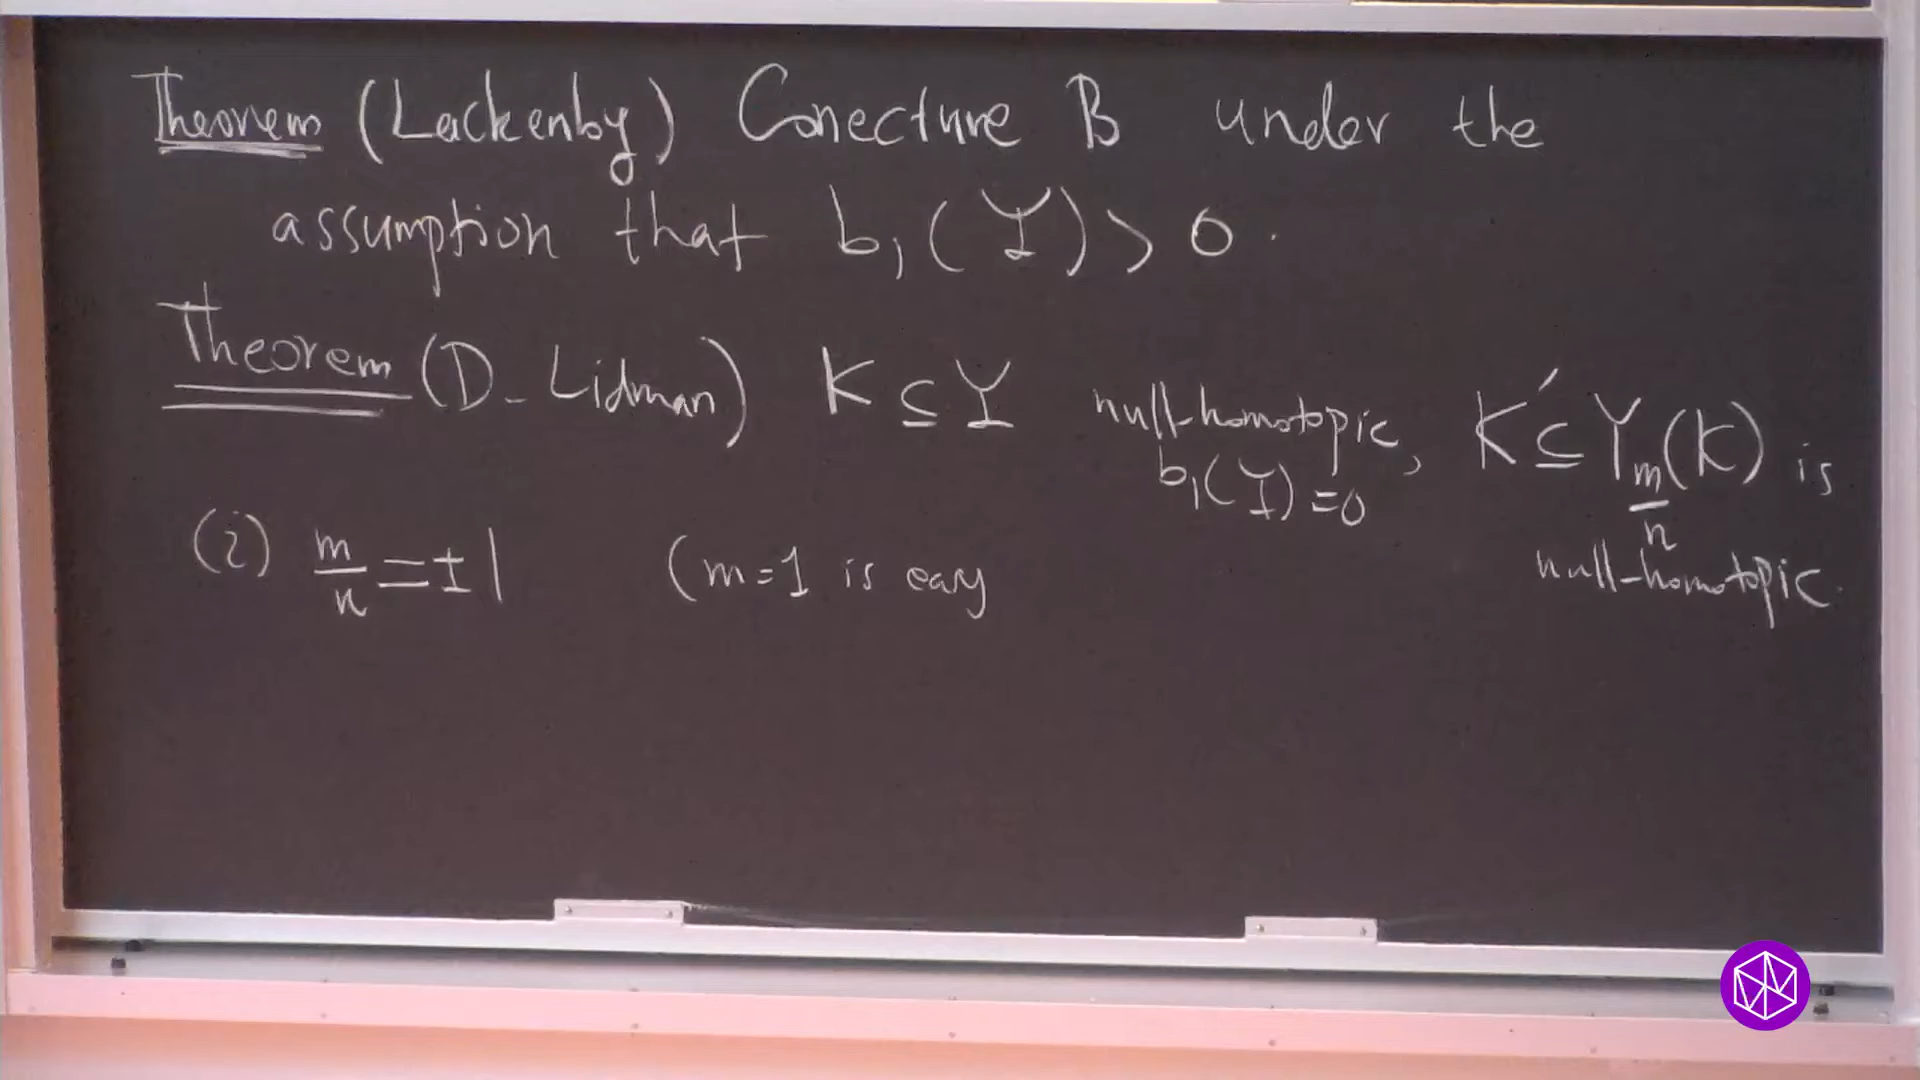 Theorem (Lackenby) Conecture B under the
assumption that b₁(Y) > 0.
Theorem (D_Lidman) K ⊆ Y null-homotopic, K' ⊆ Y_{m/n}(K) is
b₁(Y) = 0
null-homotopic.
(i) m/n = ±1 (m=1 is easy